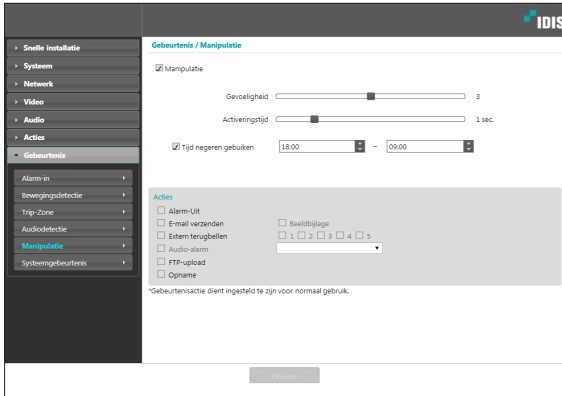 IDIS
Snelle installatie
Systeem
Netwerk
Video
Audio
Acties
Gebeurtenis
Alarm-in
Bewegingsdetectie
Trip-Zone
Audiodetectie
Manipulatie
Systeemgebeurtenis
Gebeurtenis / Manipulatie
Manipulatie
Gevoeligheid 3
Activeringstijd 1 sec.
Tijd negeren gebuiken 18:00 – 09:00
Acties
Alarm-Uit
E-mail verzenden Beeldbijlage
Extern terugbellen 1 2 3 4 5
Audio-alarm
FTP-upload
Opname
*Gebeurtenisactie dient ingesteld te zijn voor normaal gebruik.